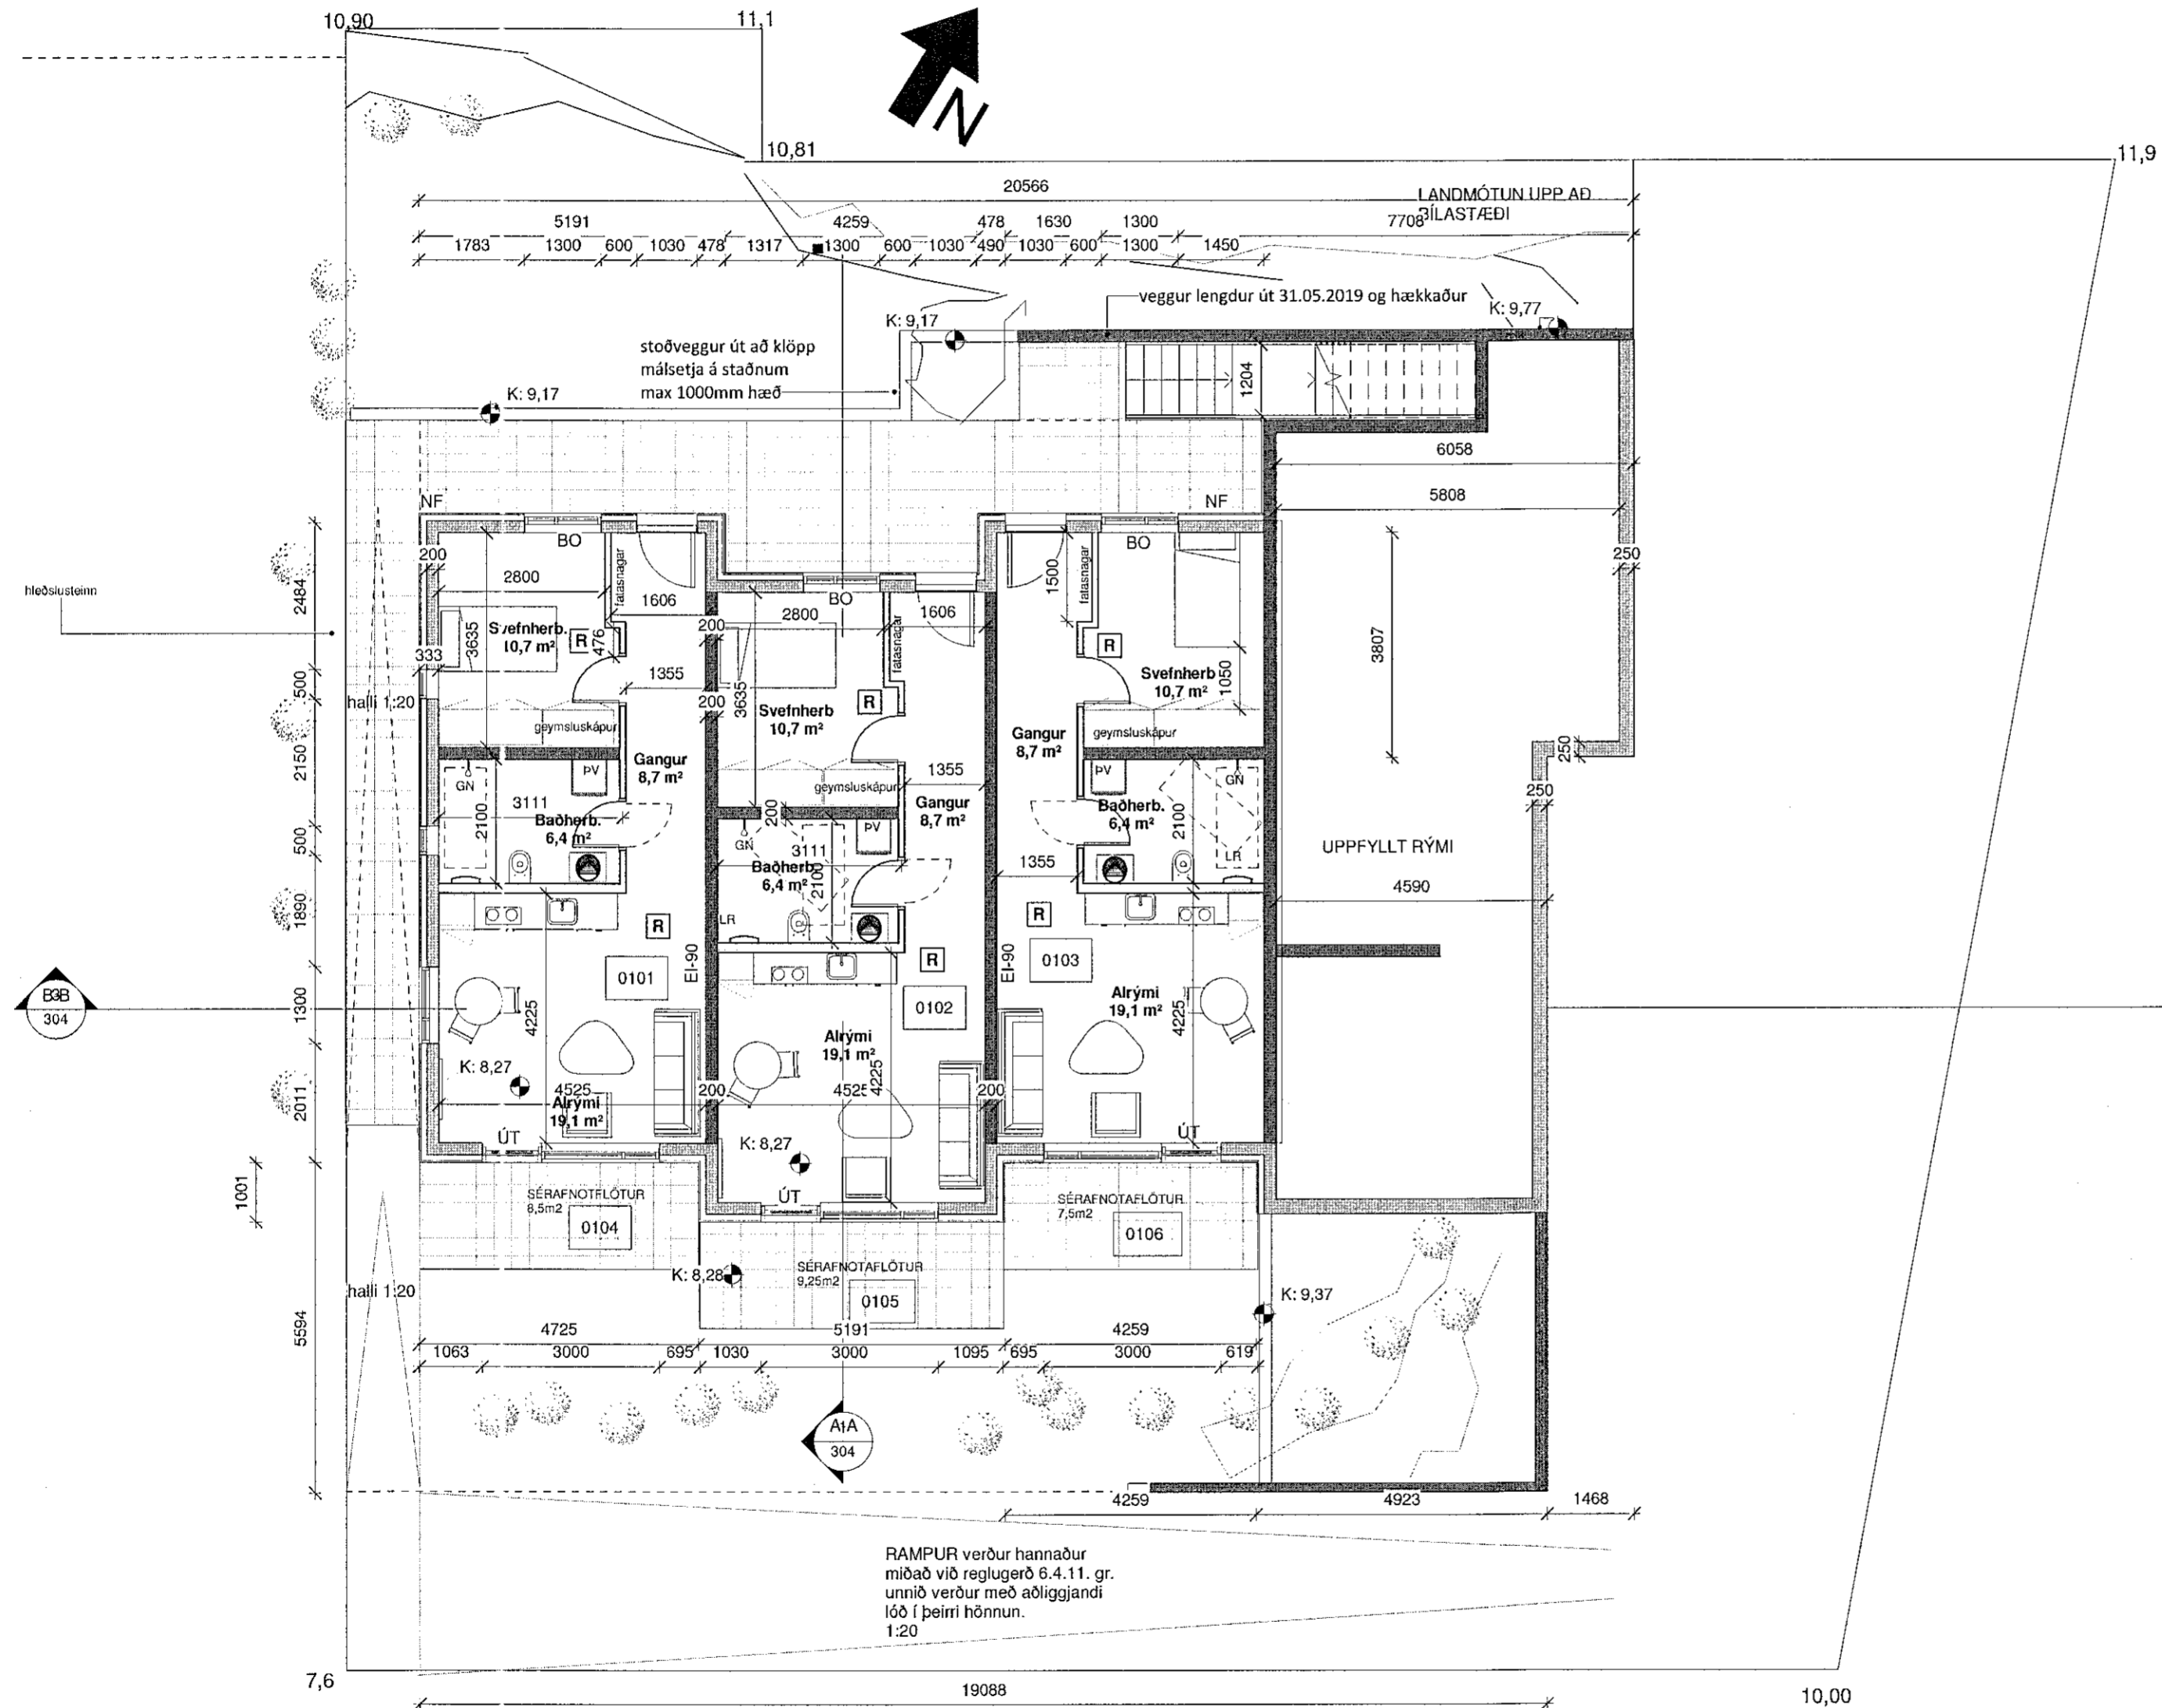 10,90
11,1
N
10,81
11,9
20566
LANDMÓTUN UPP AÐ
BÍLASTÆÐI
5191
4259
478
1630
1300
7708
1783
1300
600
1030
478
1317
1300
600
1030
490
1030
600
1300
1450
veggur lengdur út 31.05.2019 og hækkaður
K: 9,17
K: 9,77
stoðveggur út að klöpp
málsetja á staðnum
max 1000mm hæð
K: 9,17
1204
6058
5808
NF
NF
BO
BO
BO
200
250
2484
hleðslusteinn
2800
fatasnagar
1606
2800
fatasnagar
1606
1500
fatasnagar
3635
Svefnherb.
10,7 m²
R
476
200
333
1355
200
3635
Svefnherb
10,7 m²
R
R
Svefnherb
10,7 m²
1050
3807
500
halli 1:20
geymsluskápur
geymsluskápur
geymsluskápur
Gangur
8,7 m²
Gangur
8,7 m²
Gangur
8,7 m²
1355
2150
250
250
GN
ÞV
3111
2100
Baðherb.
6,4 m²
200
GN
ÞV
3111
Baðherb.
6,4 m²
2100
LR
ÞV
GN
Baðherb.
6,4 m²
2100
LR
1355
500
UPPFYLLT RÝMI
4590
1890
R
R
R
EI-90
EI-90
0101
0102
0103
B3B
304
1300
4225
Alrými
19,1 m²
4225
Alrými
19,1 m²
4225
K: 8,27
4525
Alrými
19,1 m²
200
4525
200
2011
K: 8,27
ÚT
ÚT
ÚT
1001
SÉRAFNOTFLÖTUR
8,5m2
0104
SÉRAFNOTAFLÖTUR
7,5m2
0106
K: 8,28
SÉRAFNOTAFLÖTUR
9,25m2
0105
halli 1:20
K: 9,37
5594
4725
5191
4259
1063
3000
695
1030
3000
1095
695
3000
619
A1A
304
4259
4923
1468
RAMPUR verður hannaður
miðað við reglugerð 6.4.11. gr.
unnið verður með aðliggjandi
lóð í þeirri hönnun.
1:20
7,6
19088
10,00